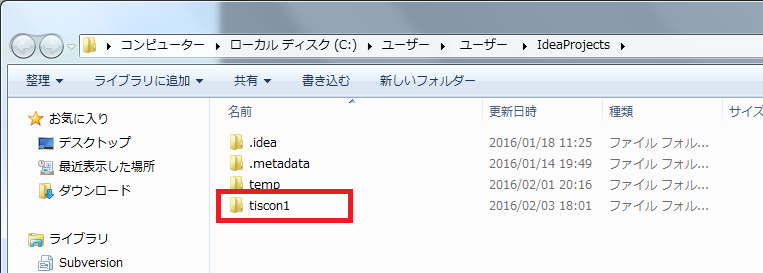 コンピューター ローカル ディスク (C:) ユーザー ユーザー IdeaProjects
整理 ライブラリに追加 共有 書き込む 新しいフォルダー
お気に入り
デスクトップ
最近表示した場所
ダウンロード
ライブラリ
Subversion
名前 更新日時 種類 サイズ
.idea 2016/01/18 11:25 ファイル フォル...
.metadata 2016/01/14 19:49 ファイル フォル...
temp 2016/02/01 20:16 ファイル フォル...
tiscon1 2016/02/03 18:01 ファイル フォル...